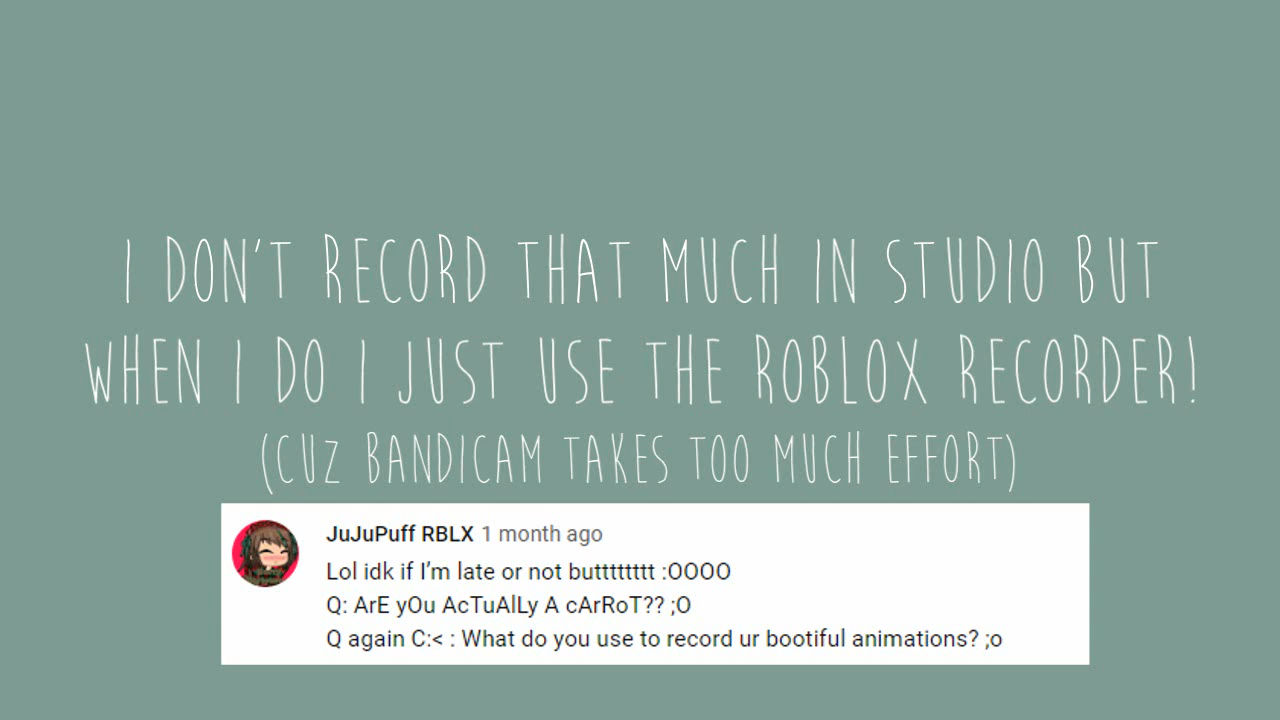 I DON'T RECORD THAT MUCH IN STUDIO BUT
WHEN I DO I JUST USE THE ROBLOX RECORDER!
(CUZ BANDICAM TAKES TOO MUCH EFFORT)
JuJuPuff RBLX 1 month ago
Lol idk if I’m late or not butttttttt :OOOO
Q: ArE yOu AcTuAlLy A cArRoT?? ;O
Q again C:< : What do you use to record ur bootiful animations? ;o